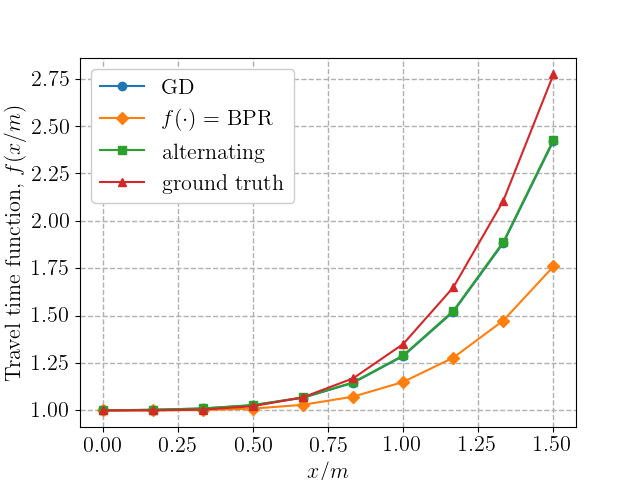 GD
f(·) = BPR
alternating
ground truth
Travel time function, f(x/m)
2.75
2.50
2.25
2.00
1.75
1.50
1.25
1.00
0.00 0.25 0.50 0.75 1.00 1.25 1.50
x/m